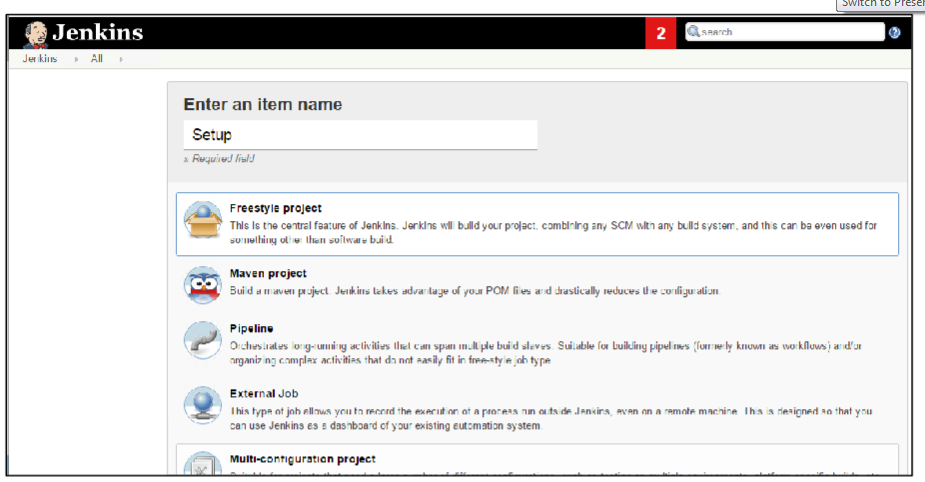 Switch to Preser
Jenkins
2
search
Jenkins » All »
Enter an item name
Setup
» Required field
Freestyle project
This is the central feature of Jenkins. Jenkins will build your project, combining any SCM with any build system, and this can be even used for
something other than software build.
Maven project
Build a maven project. Jenkins takes advantage of your POM files and drastically reduces the configuration.
Pipeline
Orchestrates long-running activities that can span multiple build slaves. Suitable for building pipelines (formerly known as workflows) and/or
organizing complex activities that do not easily fit in free-style job type
External Job
This type of job allows you to record the execution of a process run outside Jenkins, even on a remote machine. This is designed so that you
can use Jenkins as a dashboard of your existing automation system.
Multi-configuration project